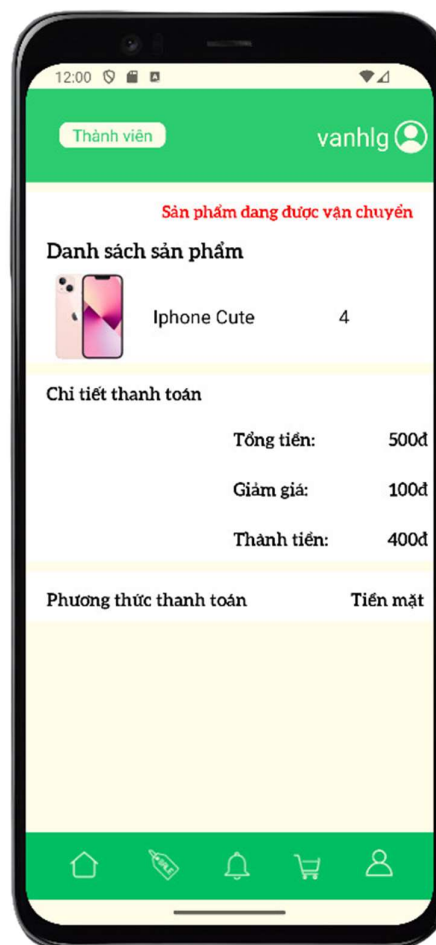 12:00
Thành viên
vanhlg
Sản phẩm đang được vận chuyển
Danh sách sản phẩm
Iphone Cute 4
Chi tiết thanh toán
Tổng tiền: 500đ
Giảm giá: 100đ
Thành tiền: 400đ
Phương thức thanh toán Tiền mặt
SALE